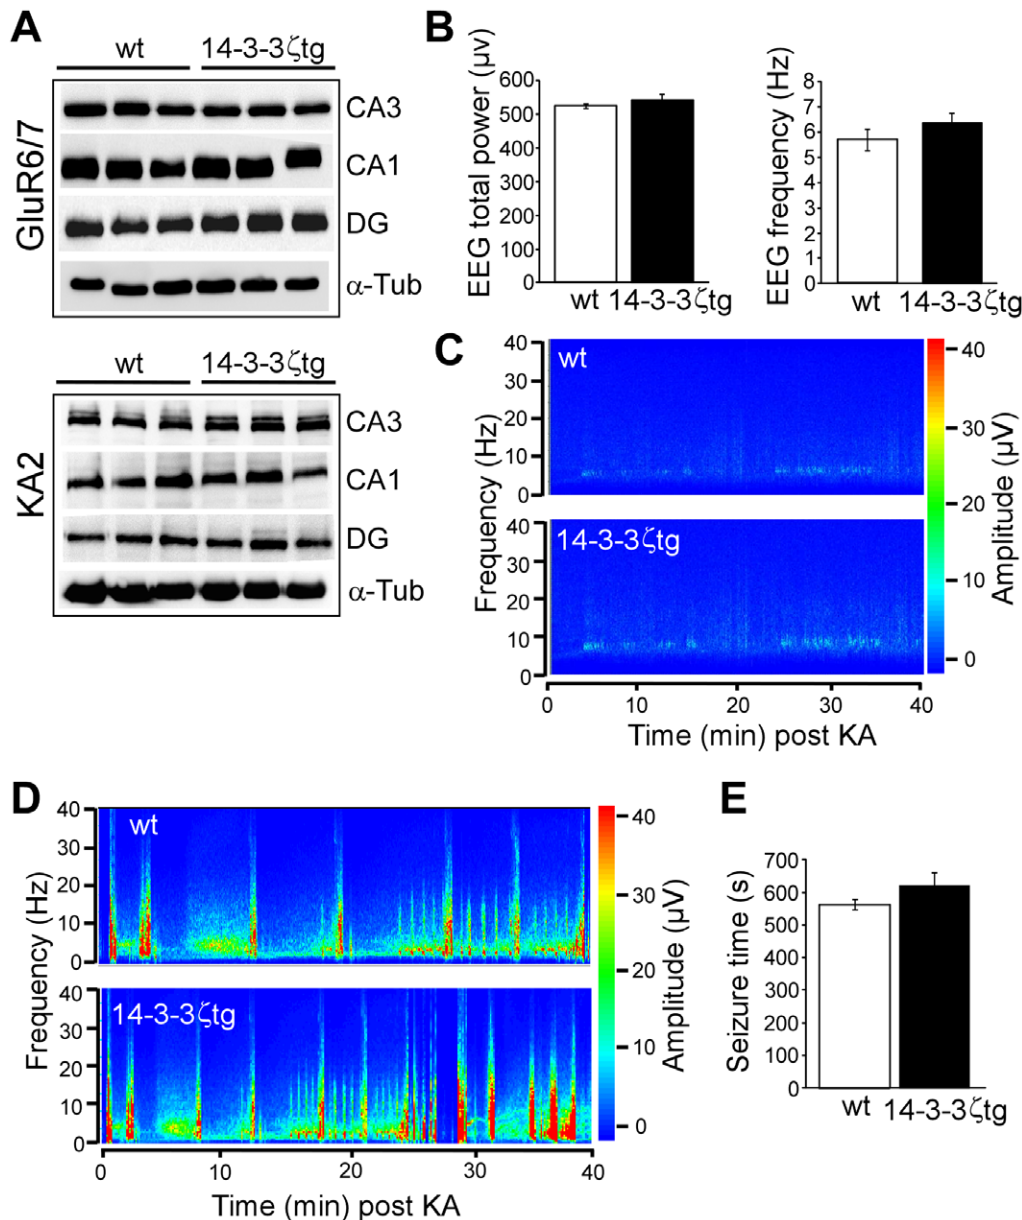 A
wt 14-3-3ζtg
GluR6/7
CA3
CA1
DG
α-Tub
wt 14-3-3ζtg
KA2
CA3
CA1
DG
α-Tub
B
EEG total power (μv)
600
500
400
300
200
100
0
wt 14-3-3ζtg
EEG frequency (Hz)
8
7
6
5
4
3
2
1
0
wt 14-3-3ζtg
C
Frequency (Hz)
wt
40
30
20
10
0
14-3-3ζtg
40
30
20
10
0
0 10 20 30 40
Time (min) post KA
40
30
20
10
0
Amplitude (μV)
D
Frequency (Hz)
wt
40
30
20
10
0
14-3-3ζtg
40
30
20
10
0
0 10 20 30 40
Time (min) post KA
40
30
20
10
0
Amplitude (μV)
E
Seizure time (s)
700
600
500
400
300
200
100
0
wt 14-3-3ζtg